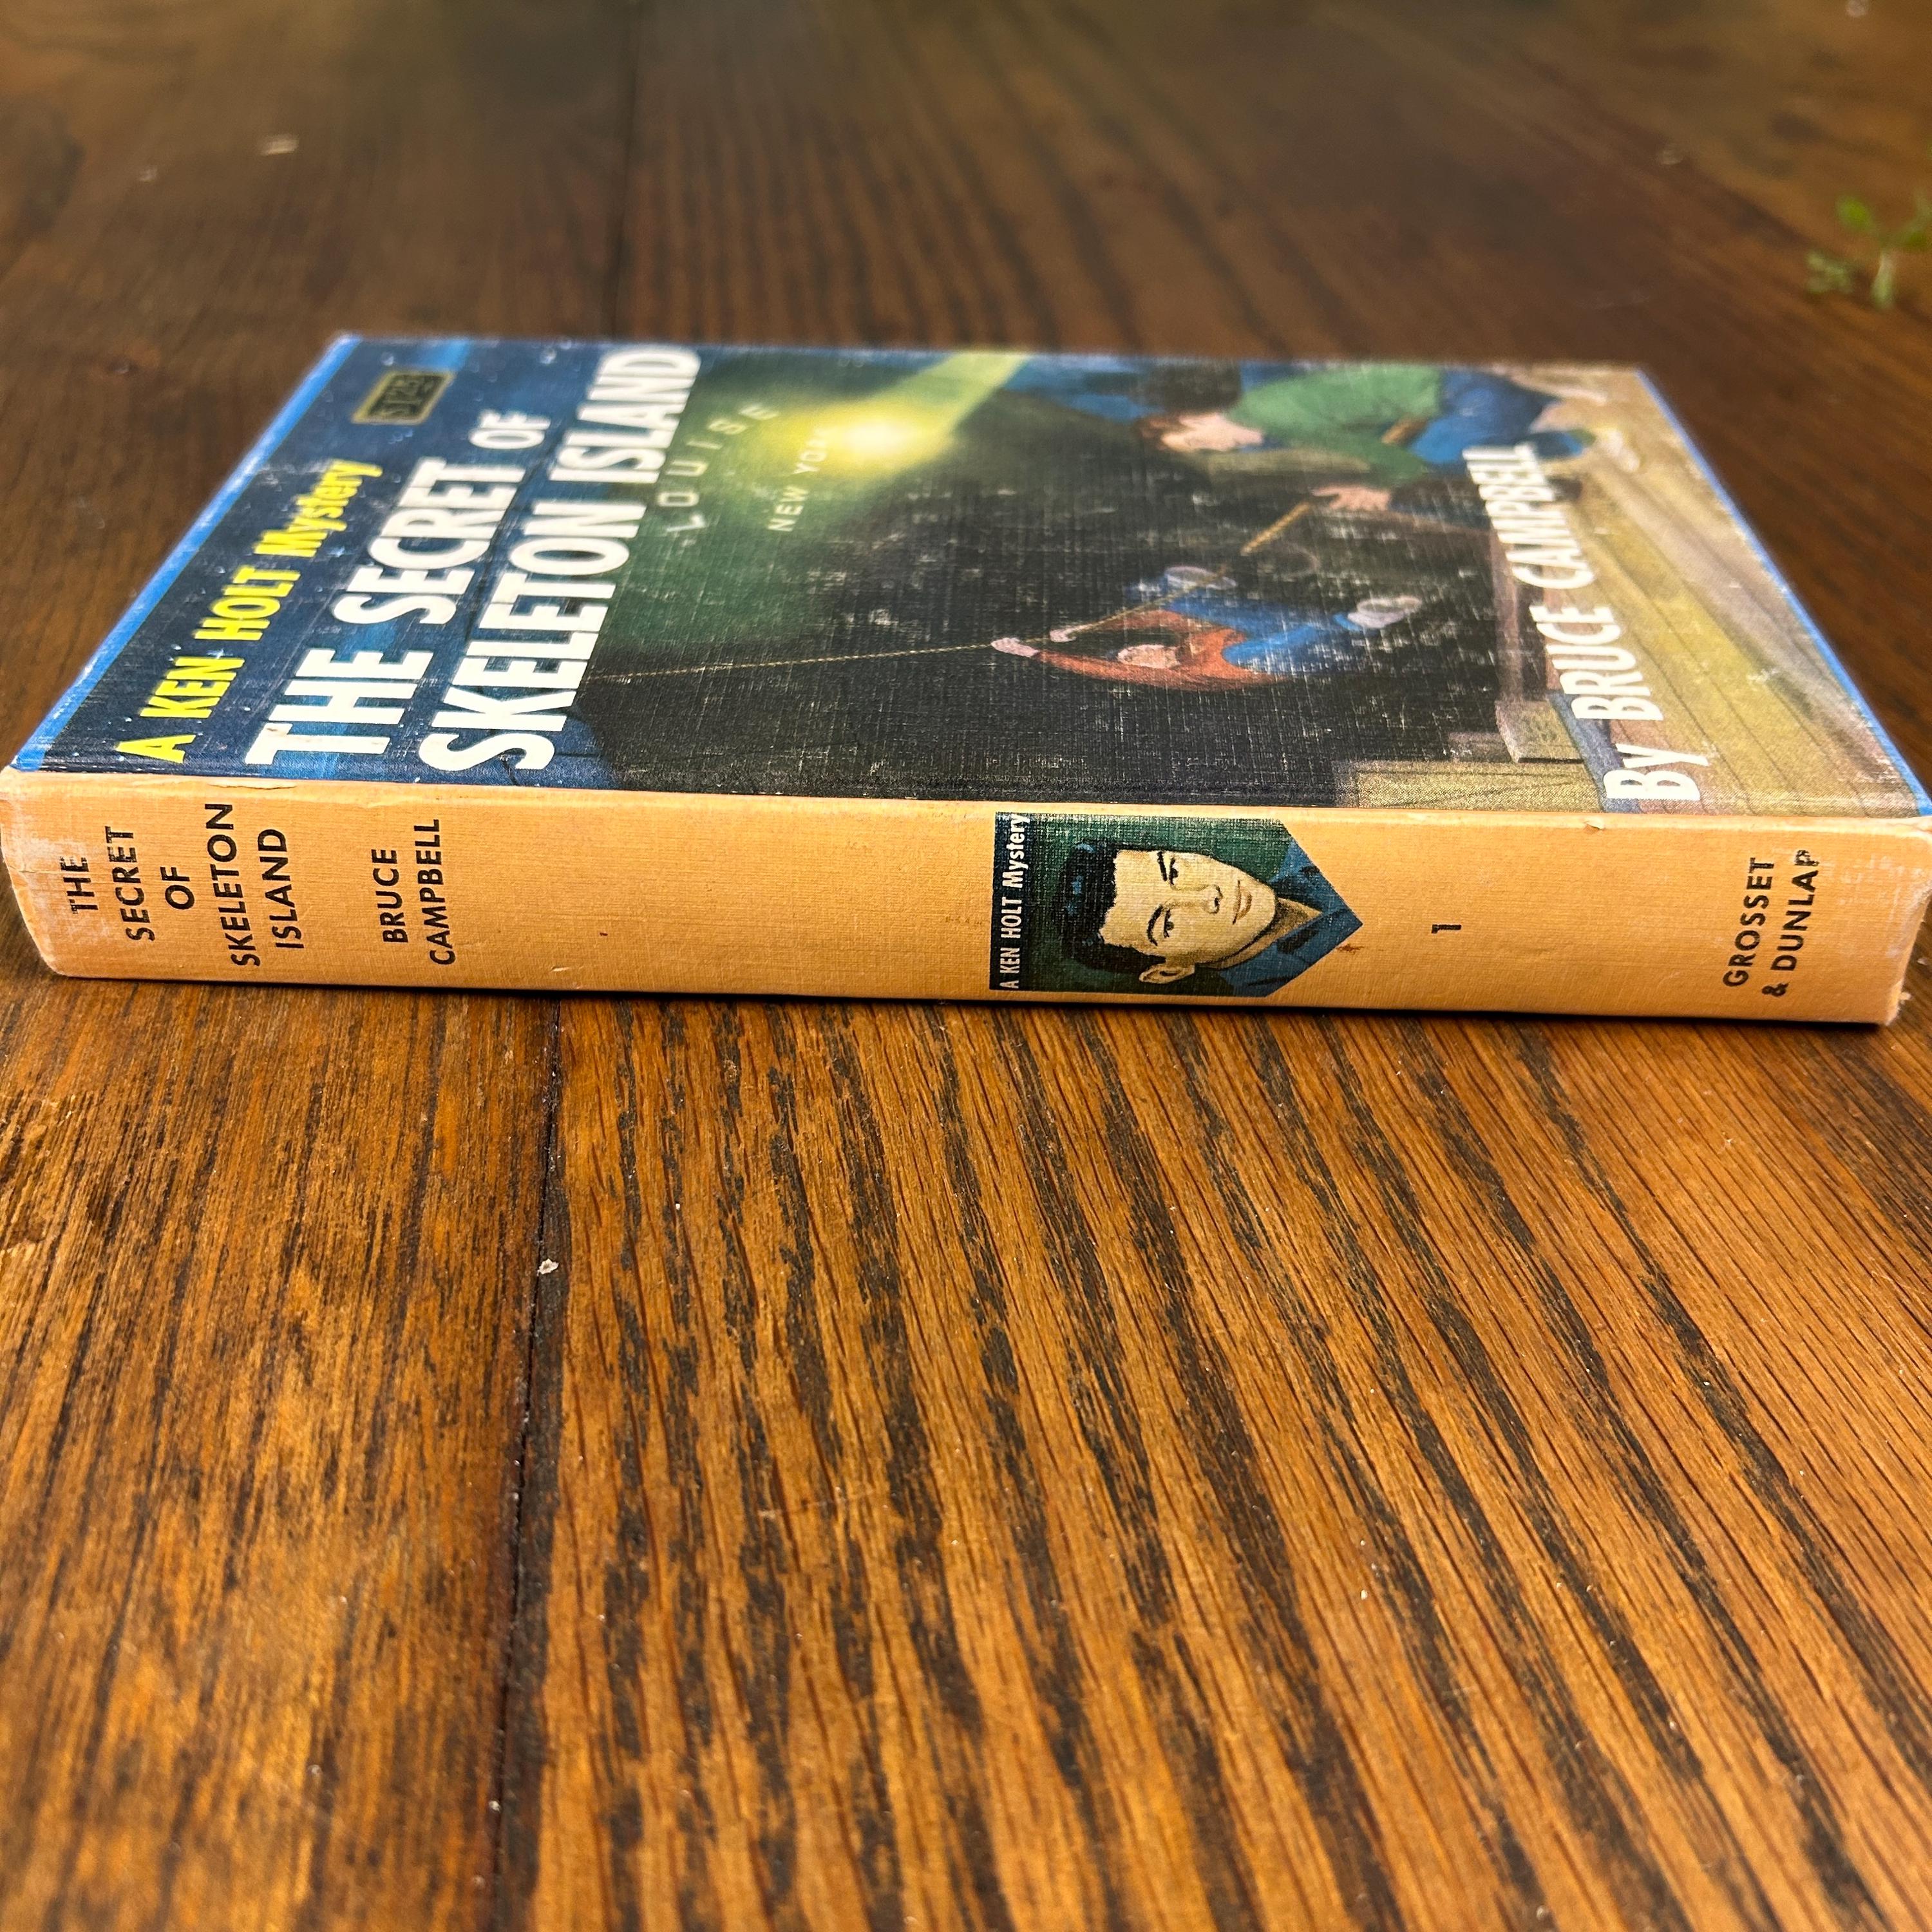 A KEN HOLT Mystery
THE SECRET OF
SKELETON ISLAND
LOUISE
NEW YORK
By BRUCE CAMPBELL
THE
SECRET
OF
SKELETON
ISLAND
BRUCE
CAMPBELL
A KEN HOLT Mystery
1
GROSSET
& DUNLAP